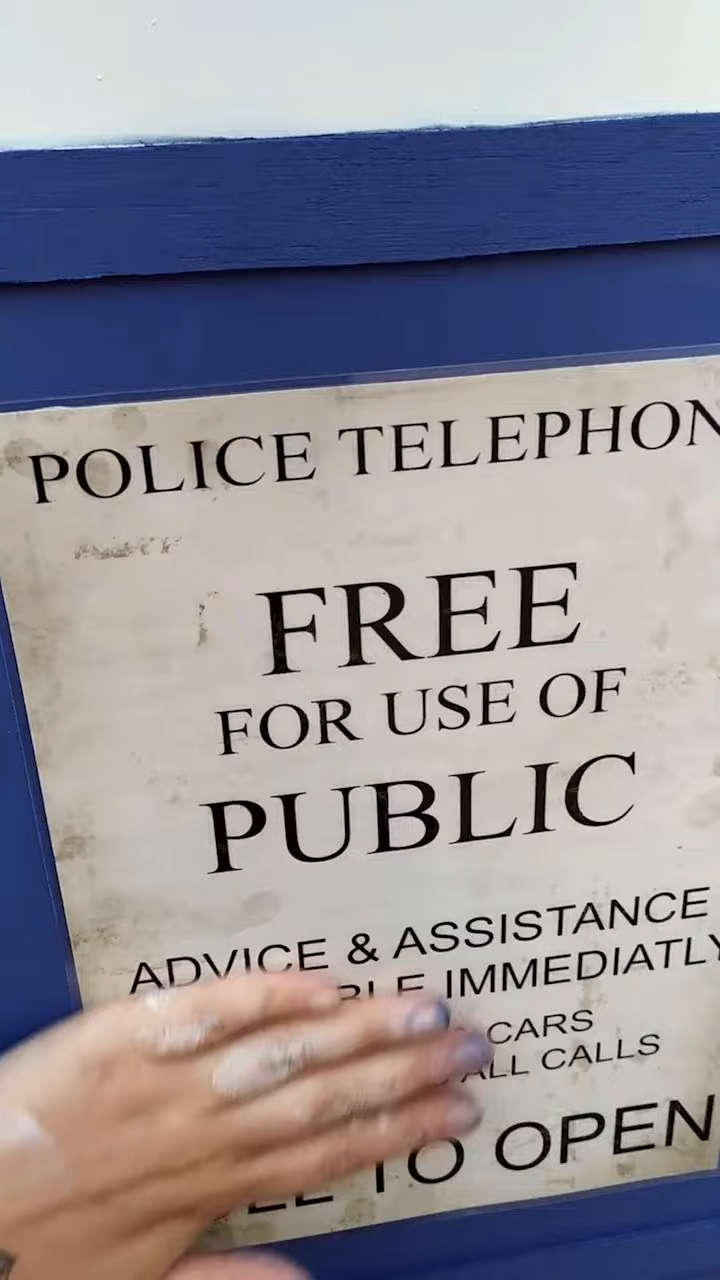 POLICE TELEPHON
FREE
FOR USE OF
PUBLIC
ADVICE & ASSISTANCE
IMMEDIATLY
CARS
ALL CALLS
TO OPEN